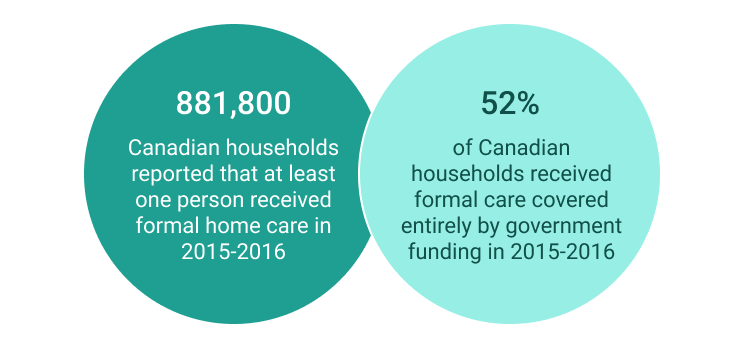 881,800
Canadian households
reported that at least
one person received
formal home care in
2015-2016
52%
of Canadian
households received
formal care covered
entirely by government
funding in 2015-2016